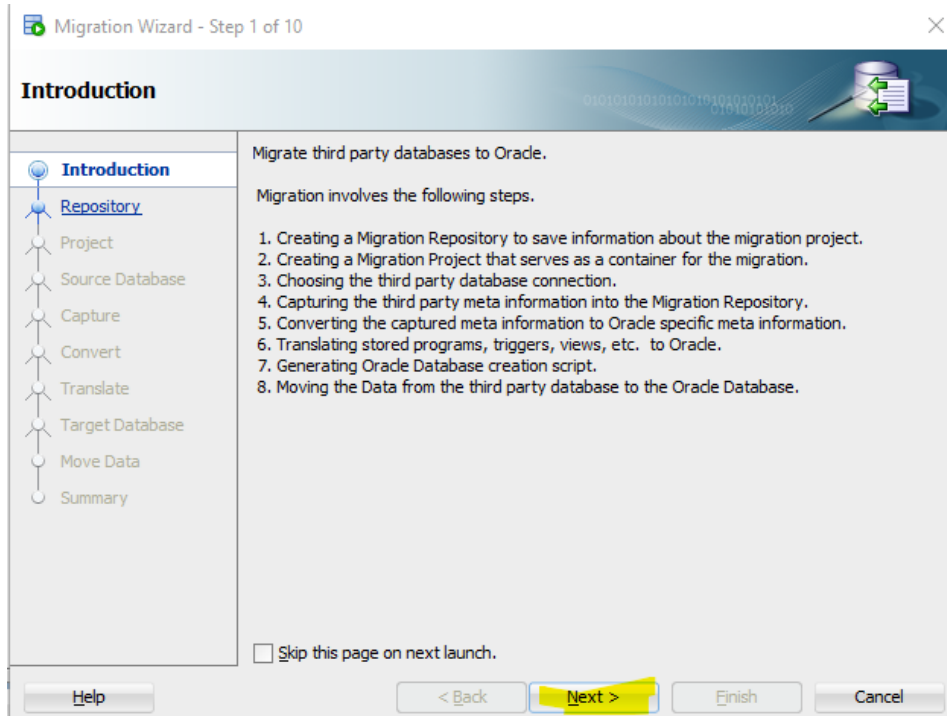 Migration Wizard - Step 1 of 10
Introduction
Introduction
Repository
Project
Source Database
Capture
Convert
Translate
Target Database
Move Data
Summary
Migrate third party databases to Oracle.
Migration involves the following steps.
1. Creating a Migration Repository to save information about the migration project.
2. Creating a Migration Project that serves as a container for the migration.
3. Choosing the third party database connection.
4. Capturing the third party meta information into the Migration Repository.
5. Converting the captured meta information to Oracle specific meta information.
6. Translating stored programs, triggers, views, etc. to Oracle.
7. Generating Oracle Database creation script.
8. Moving the Data from the third party database to the Oracle Database.
Skip this page on next launch.
Help
< Back
Next >
Finish
Cancel